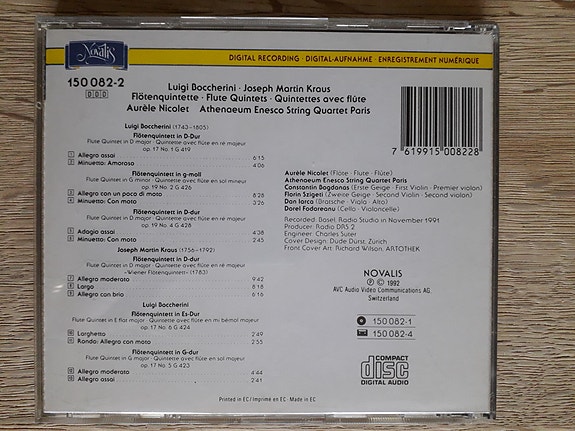 Novalis
DIGITAL RECORDING · DIGITAL-AUFNAHME · ENREGISTREMENT NUMÉRIQUE
150 082-2
DDD
Luigi Boccherini · Joseph Martin Kraus
Flötenquintette · Flute Quintets · Quintettes avec flûte
Aurèle Nicolet Athenaeum Enesco String Quartet Paris
7 619915 008228
Luigi Boccherini (1743-1805)
Flötenquintett in D-Dur
Flute Quintet in D major · Quintette avec flûte en ré majeur
op. 17 No. 1 G 419
1 Allegro assai 6:15
2 Minuetto: Amoroso 4:06
Flötenquintett in g-moll
Flute Quintet in G minor · Quintette avec flûte en sol mineur
op. 19 No. 2 G 426
3 Allegro con un poco di moto 8:28
4 Minuetto: Con moto 3:26
Flötenquintett in D-dur
Flute Quintet in D major · Quintette avec flûte en ré majeur
op. 19 No. 4 G 428
5 Adagio assai 4:38
6 Minuetto: Con moto 2:45
Joseph Martin Kraus (1756-1792)
Flötenquintett in D-dur
Flute Quintet in D major · Quintette avec flûte en ré majeur
«Wiener Flötenquintett» (1783)
7 Allegro moderato 9:42
8 Largo 8:18
9 Allegro con brio 6:16
Luigi Boccherini
Flötenquintett in Es-Dur
Flute Quintet in E flat major · Quintette avec flûte en mi bémol majeur
op. 17 No. 6 G 424
10 Larghetto 2:49
11 Rondo: Allegro con moto 2:55
Flötenquintett in G-dur
Flute Quintet in G major · Quintette avec flûte en sol majeur
op. 17 No. 5 G 423
12 Allegro moderato 4:44
13 Allegro assai 2:41
Aurèle Nicolet (Flöte · Flute · Flûte)
Athenaeum Enesco String Quartet Paris
Constantin Bogdanas (Erste Geige · First Violin · Premier violon)
Florin Szigeti (Zweite Geige · Second Violin · Second violon)
Dan Iarca (Bratsche · Viola · Alto)
Dorel Fodoreanu (Cello · Violoncelle)
Recorded: Basel, Radio Studio in November 1991
Producer: Radio DRS 2
Engineer: Charles Suter
Cover Design: Dude Dürst, Zürich
Front Cover Art: Richard Wilson, ARTOTHEK
NOVALIS
Ⓟ © 1992
AVC Audio Video Communications AG.
Switzerland
150 082-1
150 082-4
COMPACT
disc
DIGITAL AUDIO
Printed in EC / Imprimé en EC · Made in EC